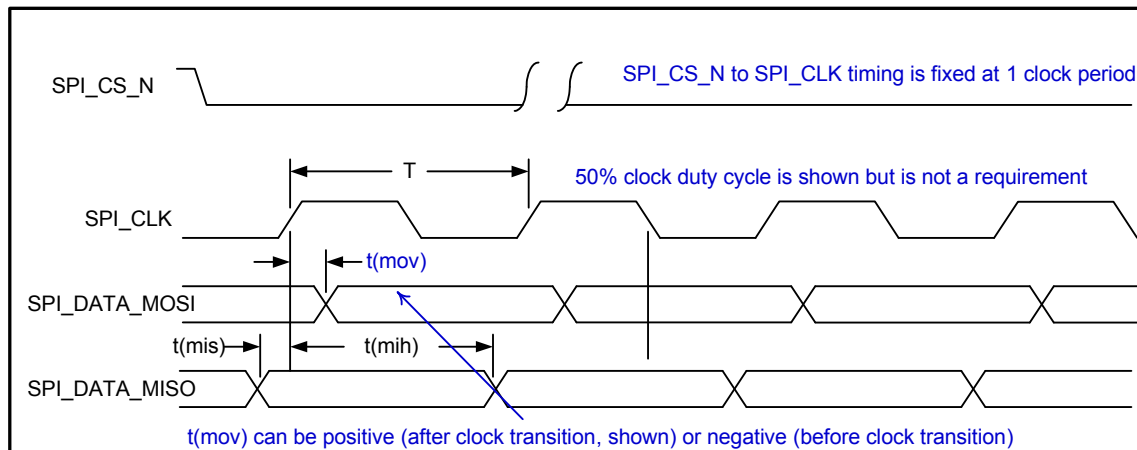 SPI_CS_N
SPI_CS_N to SPI_CLK timing is fixed at 1 clock period
T
50% clock duty cycle is shown but is not a requirement
SPI_CLK
t(mov)
SPI_DATA_MOSI
t(mis)
t(mih)
SPI_DATA_MISO
t(mov) can be positive (after clock transition, shown) or negative (before clock transition)